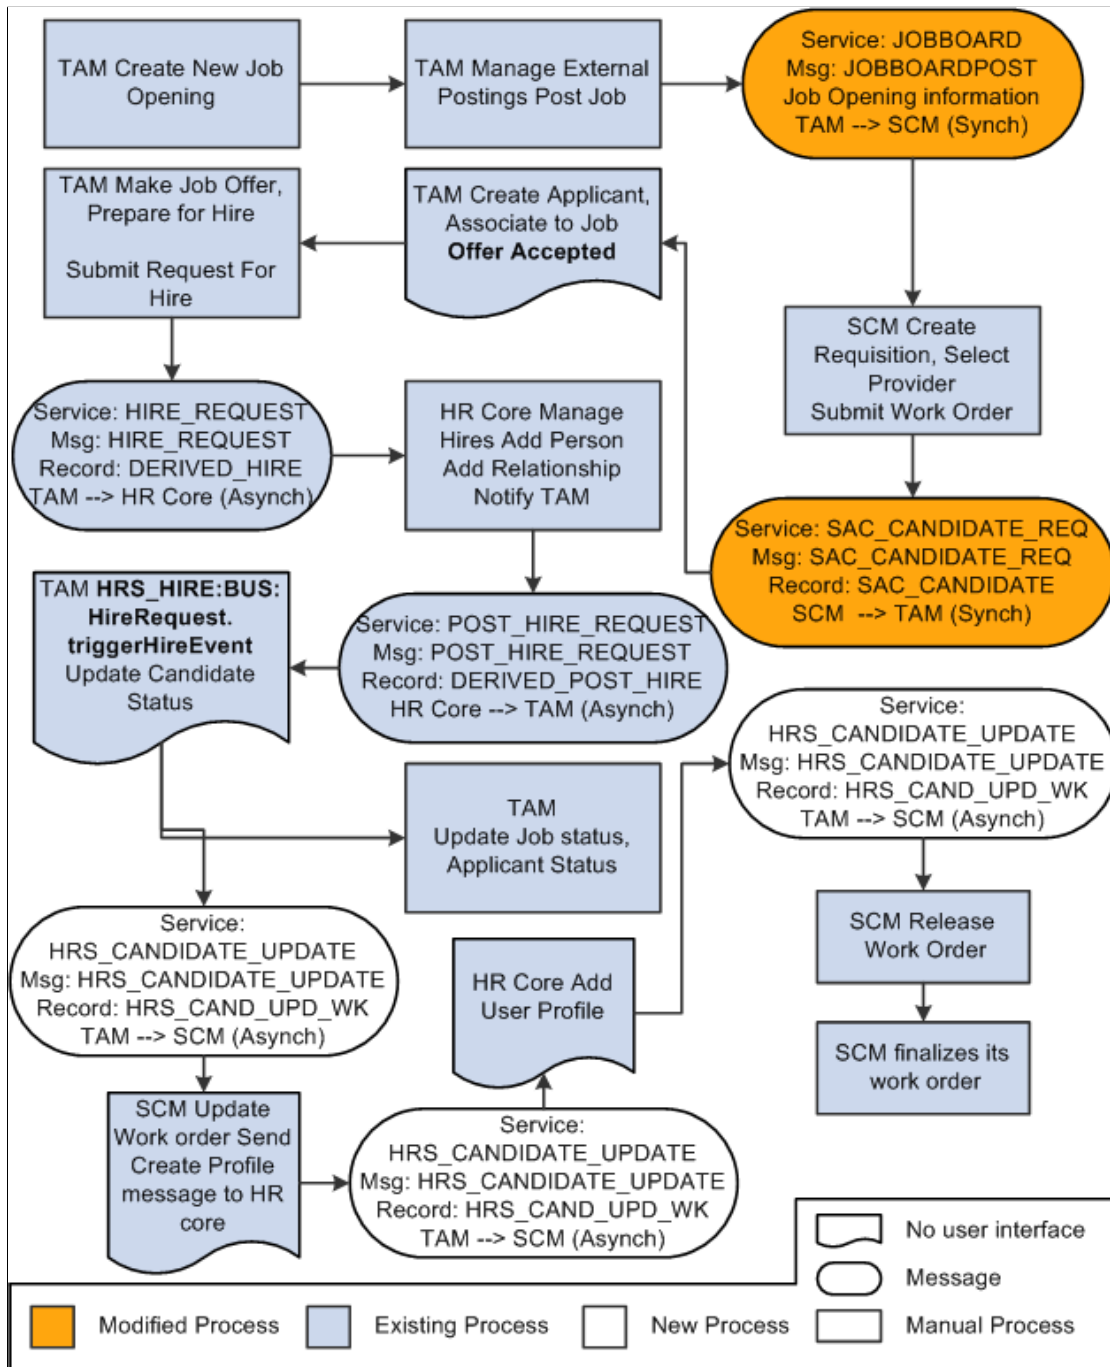 TAM Create New Job
Opening
TAM Manage External
Postings Post Job
Service: JOBBOARD
Msg: JOBBOARDPOST
Job Opening information
TAM --> SCM (Synch)
TAM Make Job Offer,
Prepare for Hire
Submit Request For
Hire
TAM Create Applicant,
Associate to Job
Offer Accepted
SCM Create
Requisition, Select
Provider
Submit Work Order
Service: HIRE_REQUEST
Msg: HIRE_REQUEST
Record: DERIVED_HIRE
TAM --> HR Core (Asynch)
HR Core Manage
Hires Add Person
Add Relationship
Notify TAM
Service: SAC_CANDIDATE_REQ
Msg: SAC_CANDIDATE_REQ
Record: SAC_CANDIDATE
SCM --> TAM (Synch)
TAM HRS_HIRE:BUS:
HireRequest.
triggerHireEvent
Update Candidate
Status
Service: POST_HIRE_REQUEST
Msg: POST_HIRE_REQUEST
Record: DERIVED_POST_HIRE
HR Core --> TAM (Asynch)
Service:
HRS_CANDIDATE_UPDATE
Msg: HRS_CANDIDATE_UPDATE
Record: HRS_CAND_UPD_WK
TAM --> SCM (Asynch)
TAM
Update Job status,
Applicant Status
Service:
HRS_CANDIDATE_UPDATE
Msg: HRS_CANDIDATE_UPDATE
Record: HRS_CAND_UPD_WK
TAM --> SCM (Asynch)
HR Core Add
User Profile
SCM Release
Work Order
SCM finalizes its
work order
SCM Update
Work order Send
Create Profile
message to HR
core
Service:
HRS_CANDIDATE_UPDATE
Msg: HRS_CANDIDATE_UPDATE
Record: HRS_CAND_UPD_WK
TAM --> SCM (Asynch)
No user interface
Message
Modified Process
Existing Process
New Process
Manual Process